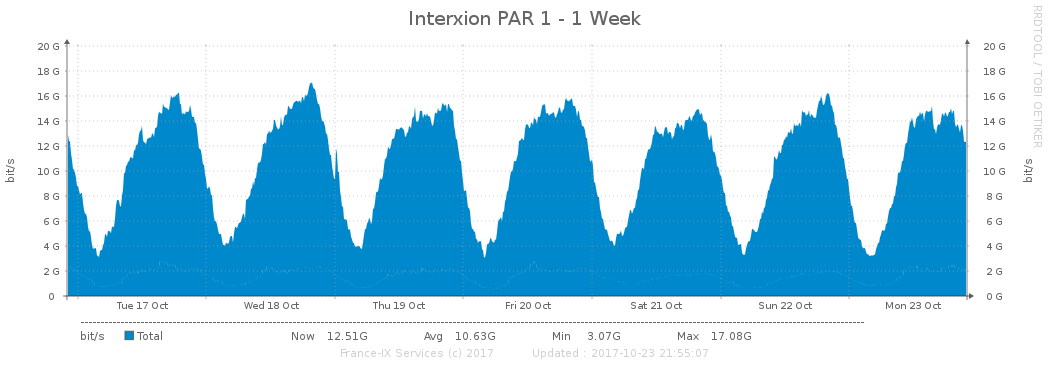 Interxion PAR 1 - 1 Week
RRDTOOL / TOBI OETIKER
20 G 20 G
18 G 18 G
16 G 16 G
14 G 14 G
12 G 12 G
10 G 10 G
8 G 8 G
6 G 6 G
4 G 4 G
2 G 2 G
0 0 G
bit/s bit/s
Tue 17 Oct Wed 18 Oct Thu 19 Oct Fri 20 Oct Sat 21 Oct Sun 22 Oct Mon 23 Oct
bit/s Total Now 12.51G Avg 10.63G Min 3.07G Max 17.08G
France-IX Services (c) 2017 Updated : 2017-10-23 21:55:07